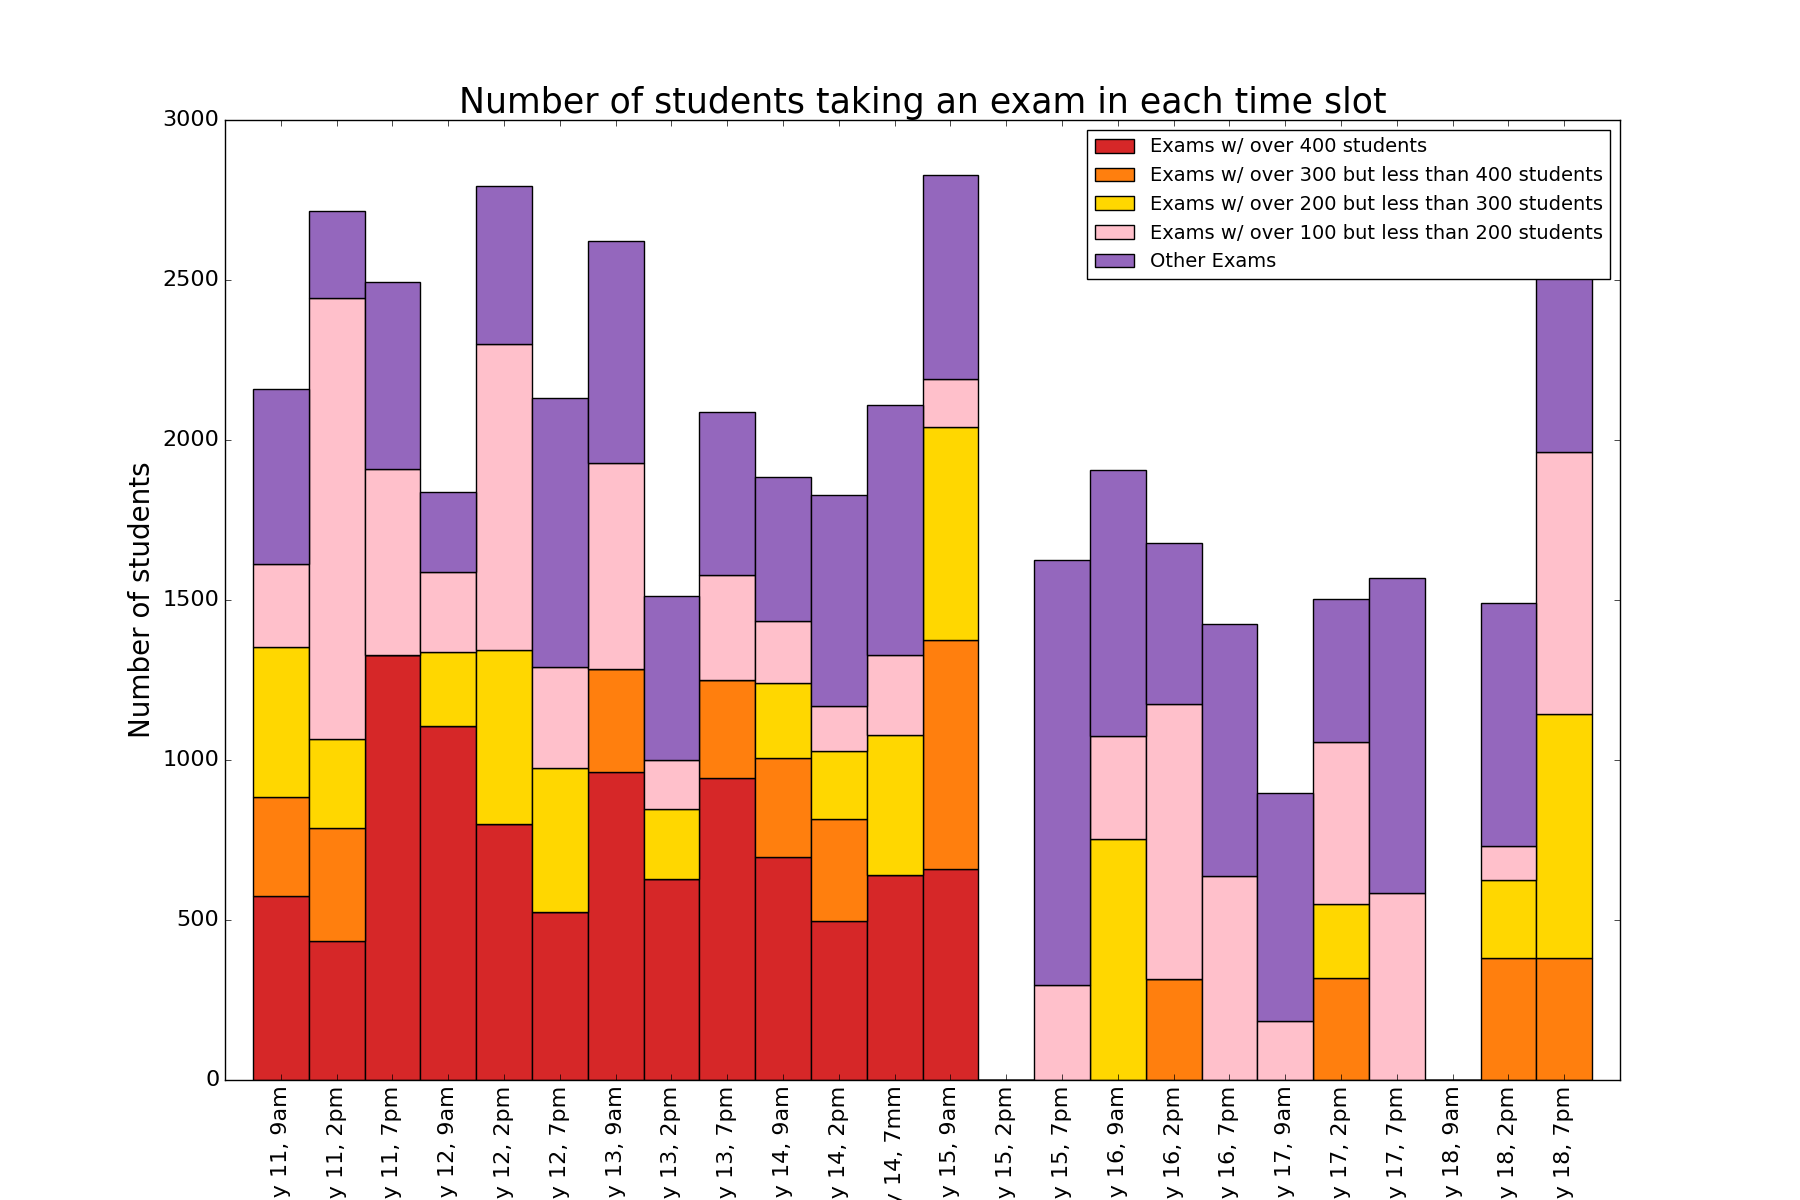 Number of students taking an exam in each time slot
3000
2500
2000
1500
1000
500
0
Number of students
Exams w/ over 400 students
Exams w/ over 300 but less than 400 students
Exams w/ over 200 but less than 300 students
Exams w/ over 100 but less than 200 students
Other Exams
y 11, 9am
y 11, 2pm
y 11, 7pm
y 12, 9am
y 12, 2pm
y 12, 7pm
y 13, 9am
y 13, 2pm
y 13, 7pm
y 14, 9am
y 14, 2pm
y 14, 7mm
y 15, 9am
y 15, 2pm
y 15, 7pm
y 16, 9am
y 16, 2pm
y 16, 7pm
y 17, 9am
y 17, 2pm
y 17, 7pm
y 18, 9am
y 18, 2pm
y 18, 7pm